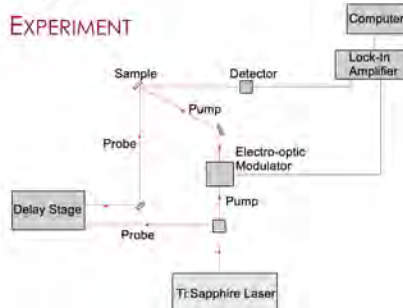 EXPERIMENT
Computer
Lock-In
Amplifier
Sample
Detector
Pump
Probe
Electro-optic
Modulator
Delay Stage
Pump
Probe
Ti:Sapphire Laser